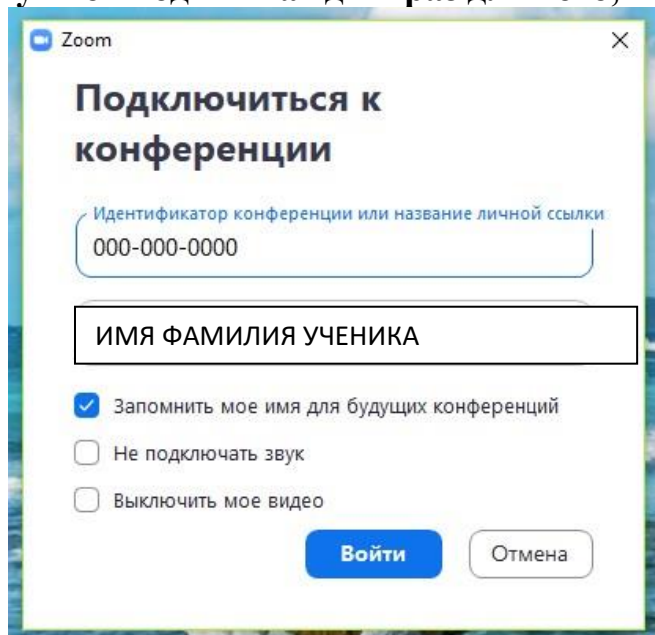 Zoom
Подключиться к
конференции
Идентификатор конференции или название личной ссылки
000-000-0000
ИМЯ ФАМИЛИЯ УЧЕНИКА
Запомнить мое имя для будущих конференций
Не подключать звук
Выключить мое видео
Войти Отмена